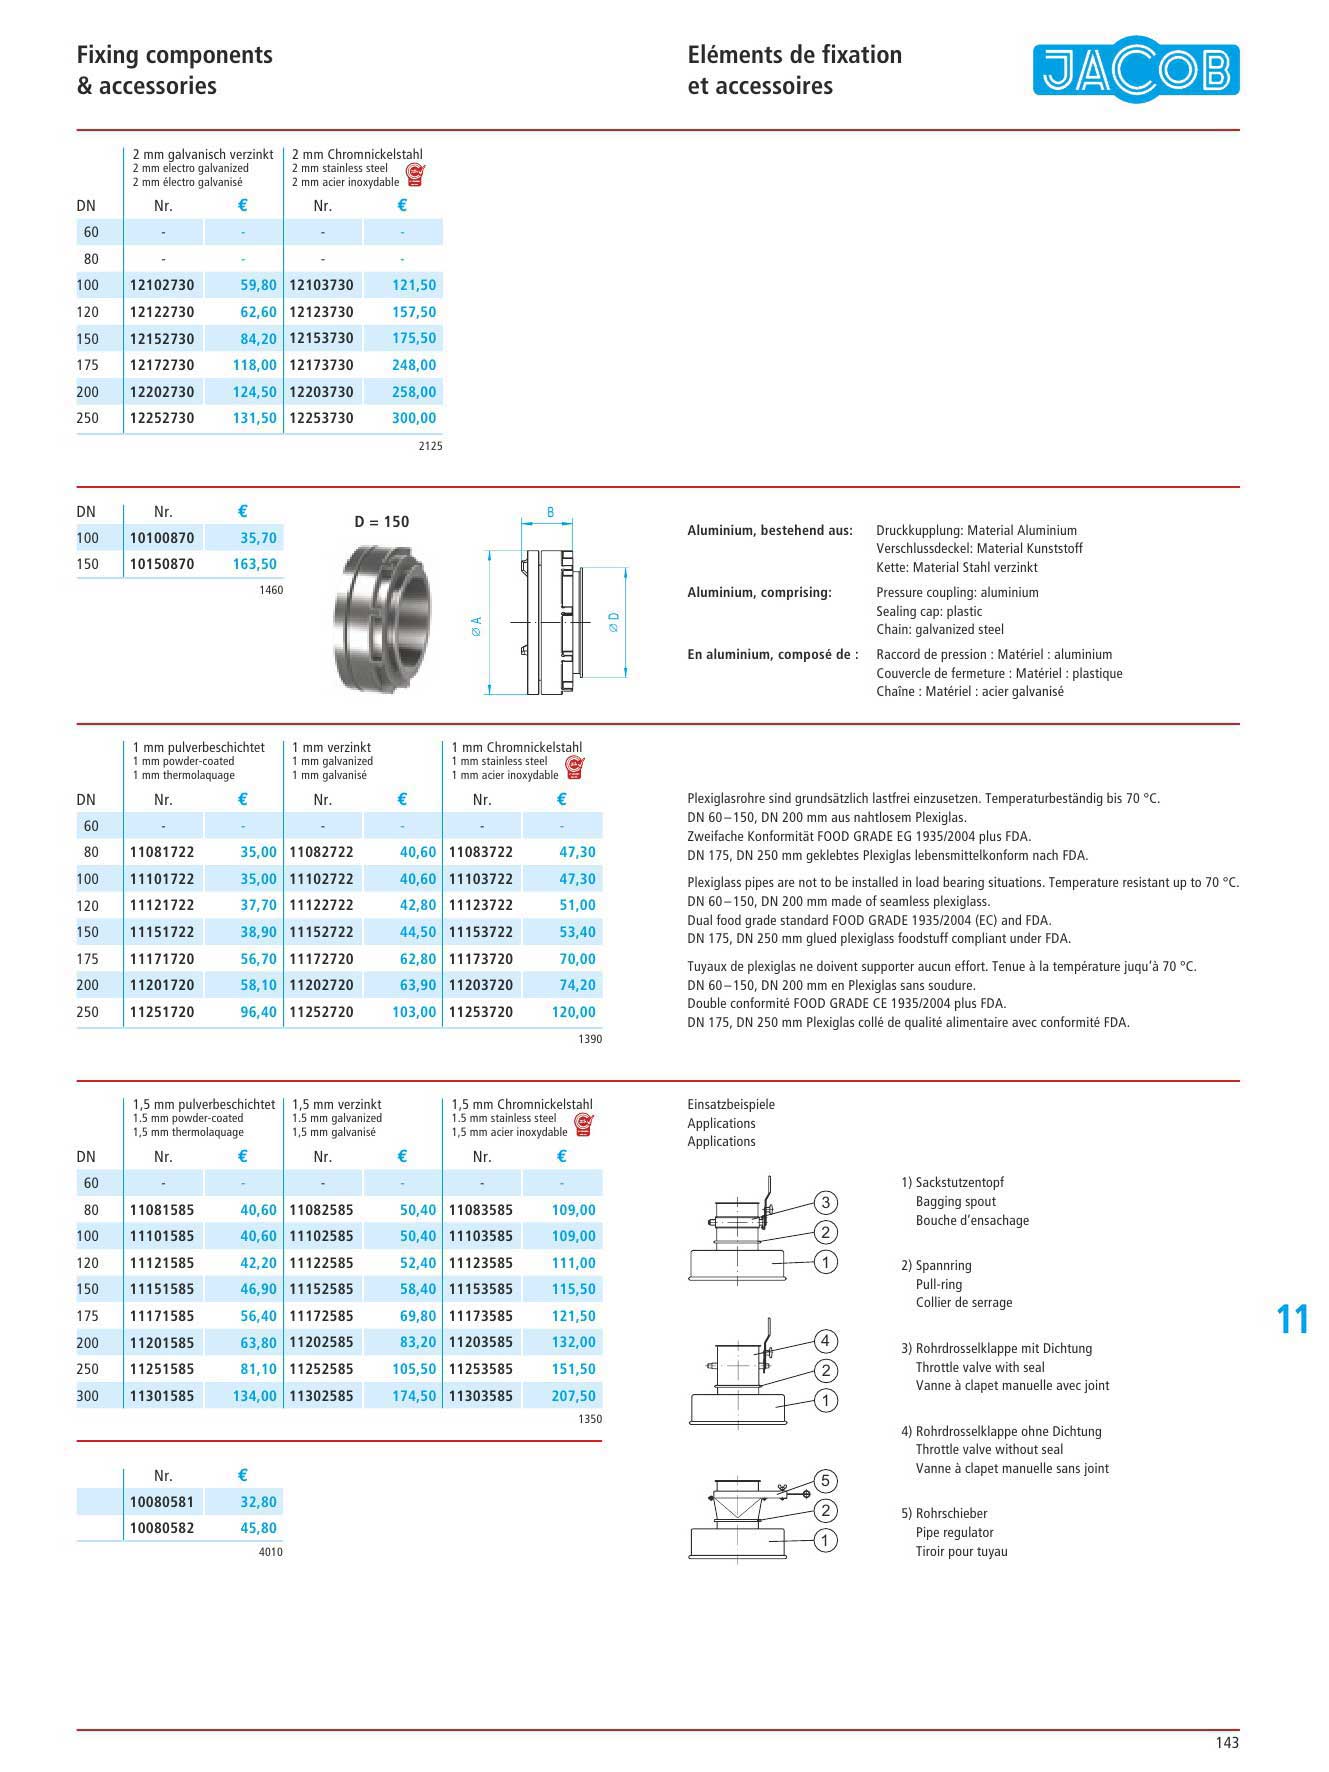 Fixing components
& accessories
Eléments de fixation
et accessoires
JACOB
2 mm galvanisch verzinkt 2 mm Chromnickelstahl
2 mm electro galvanized 2 mm stainless steel
2 mm électro galvanisé 2 mm acier inoxydable
DN Nr. € Nr. €
60 - - - -
80 - - - -
100 12102730 59,80 12103730 121,50
120 12122730 62,60 12123730 157,50
150 12152730 84,20 12153730 175,50
175 12172730 118,00 12173730 248,00
200 12202730 124,50 12203730 258,00
250 12252730 131,50 12253730 300,00
2125
DN Nr. €
100 10100870 35,70
150 10150870 163,50
1460
D = 150
B
Ø A
Ø D
Aluminium, bestehend aus: Druckkupplung: Material Aluminium
Verschlussdeckel: Material Kunststoff
Kette: Material Stahl verzinkt
Aluminium, comprising: Pressure coupling: aluminium
Sealing cap: plastic
Chain: galvanized steel
En aluminium, composé de : Raccord de pression : Matériel : aluminium
Couvercle de fermeture : Matériel : plastique
Chaîne : Matériel : acier galvanisé
1 mm pulverbeschichtet 1 mm verzinkt 1 mm Chromnickelstahl
1 mm powder-coated 1 mm galvanized 1 mm stainless steel
1 mm thermolaquage 1 mm galvanisé 1 mm acier inoxydable
DN Nr. € Nr. € Nr. €
60 - - - - - -
80 11081722 35,00 11082722 40,60 11083722 47,30
100 11101722 35,00 11102722 40,60 11103722 47,30
120 11121722 37,70 11122722 42,80 11123722 51,00
150 11151722 38,90 11152722 44,50 11153722 53,40
175 11171720 56,70 11172720 62,80 11173720 70,00
200 11201720 58,10 11202720 63,90 11203720 74,20
250 11251720 96,40 11252720 103,00 11253720 120,00
1390
Plexiglasrohre sind grundsätzlich lastfrei einzusetzen. Temperaturbeständig bis 70 °C.
DN 60–150, DN 200 mm aus nahtlosem Plexiglas.
Zweifache Konformität FOOD GRADE EG 1935/2004 plus FDA.
DN 175, DN 250 mm geklebtes Plexiglas lebensmittelkonform nach FDA.
Plexiglass pipes are not to be installed in load bearing situations. Temperature resistant up to 70 °C.
DN 60–150, DN 200 mm made of seamless plexiglass.
Dual food grade standard FOOD GRADE 1935/2004 (EC) and FDA.
DN 175, DN 250 mm glued plexiglass foodstuff compliant under FDA.
Tuyaux de plexiglas ne doivent supporter aucun effort. Tenue à la température juqu'à 70 °C.
DN 60–150, DN 200 mm en Plexiglas sans soudure.
Double conformité FOOD GRADE CE 1935/2004 plus FDA.
DN 175, DN 250 mm Plexiglas collé de qualité alimentaire avec conformité FDA.
1,5 mm pulverbeschichtet 1,5 mm verzinkt 1,5 mm Chromnickelstahl
1.5 mm powder-coated 1.5 mm galvanized 1.5 mm stainless steel
1,5 mm thermolaquage 1,5 mm galvanisé 1,5 mm acier inoxydable
DN Nr. € Nr. € Nr. €
60 - - - - - -
80 11081585 40,60 11082585 50,40 11083585 109,00
100 11101585 40,60 11102585 50,40 11103585 109,00
120 11121585 42,20 11122585 52,40 11123585 111,00
150 11151585 46,90 11152585 58,40 11153585 115,50
175 11171585 56,40 11172585 69,80 11173585 121,50
200 11201585 63,80 11202585 83,20 11203585 132,00
250 11251585 81,10 11252585 105,50 11253585 151,50
300 11301585 134,00 11302585 174,50 11303585 207,50
1350
Nr. €
10080581 32,80
10080582 45,80
4010
Einsatzbeispiele
Applications
Applications
3
2
1
4
2
1
5
2
1
1) Sackstutzentopf
Bagging spout
Bouche d'ensachage
2) Spannring
Pull-ring
Collier de serrage
3) Rohrdrosselklappe mit Dichtung
Throttle valve with seal
Vanne à clapet manuelle avec joint
4) Rohrdrosselklappe ohne Dichtung
Throttle valve without seal
Vanne à clapet manuelle sans joint
5) Rohrschieber
Pipe regulator
Tiroir pour tuyau
11
143